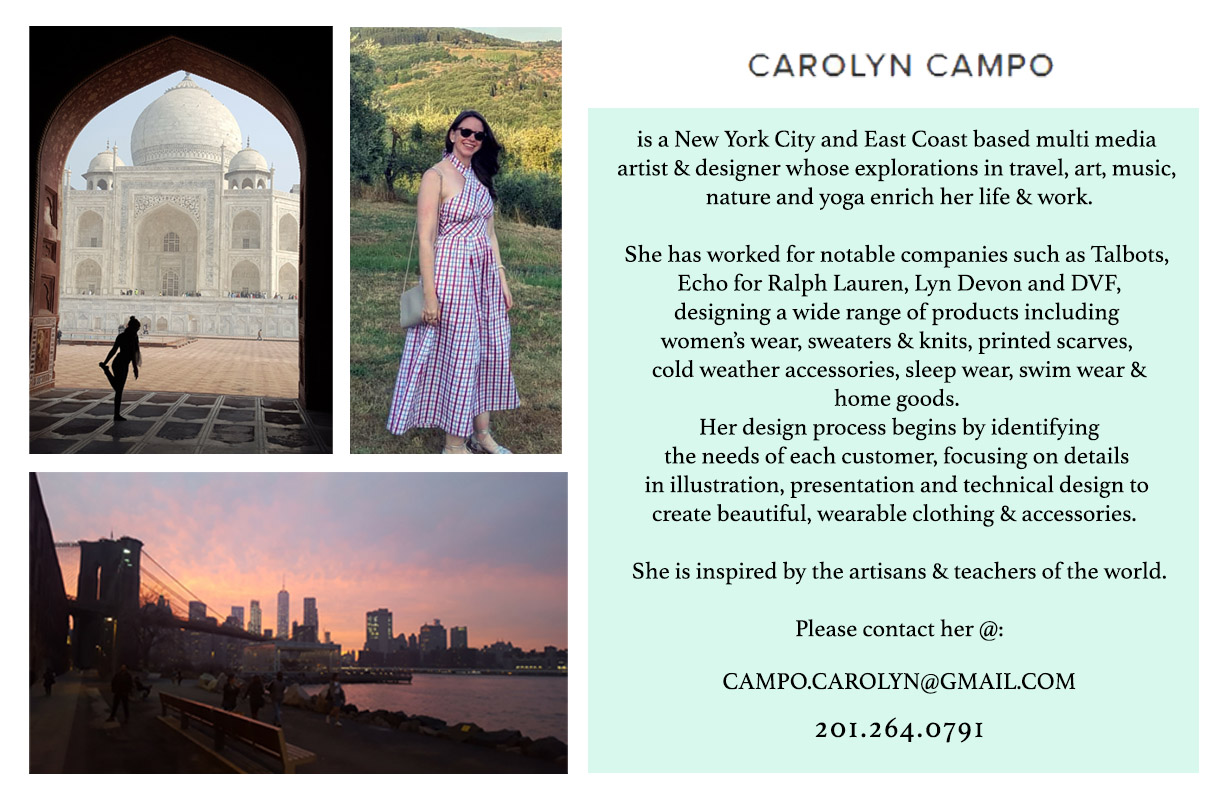 CAROLYN CAMPO
is a New York City and East Coast based multi media
artist & designer whose explorations in travel, art, music,
nature and yoga enrich her life & work.
She has worked for notable companies such as Talbots,
Echo for Ralph Lauren, Lyn Devon and DVF,
designing a wide range of products including
women’s wear, sweaters & knits, printed scarves,
cold weather accessories, sleep wear, swim wear &
home goods.
Her design process begins by identifying
the needs of each customer, focusing on details
in illustration, presentation and technical design to
create beautiful, wearable clothing & accessories.
She is inspired by the artisans & teachers of the world.
Please contact her @:
CAMPO.CAROLYN@GMAIL.COM
201.264.0791